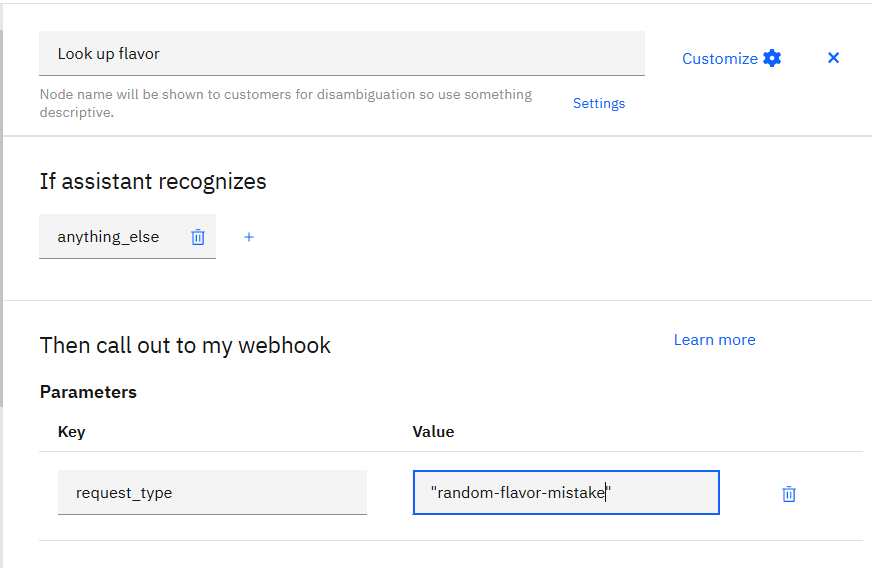 Look up flavor
Customize
Node name will be shown to customers for disambiguation so use something
descriptive.
Settings
If assistant recognizes
anything_else
Then call out to my webhook
Learn more
Parameters
Key Value
request_type "random-flavor-mistake"